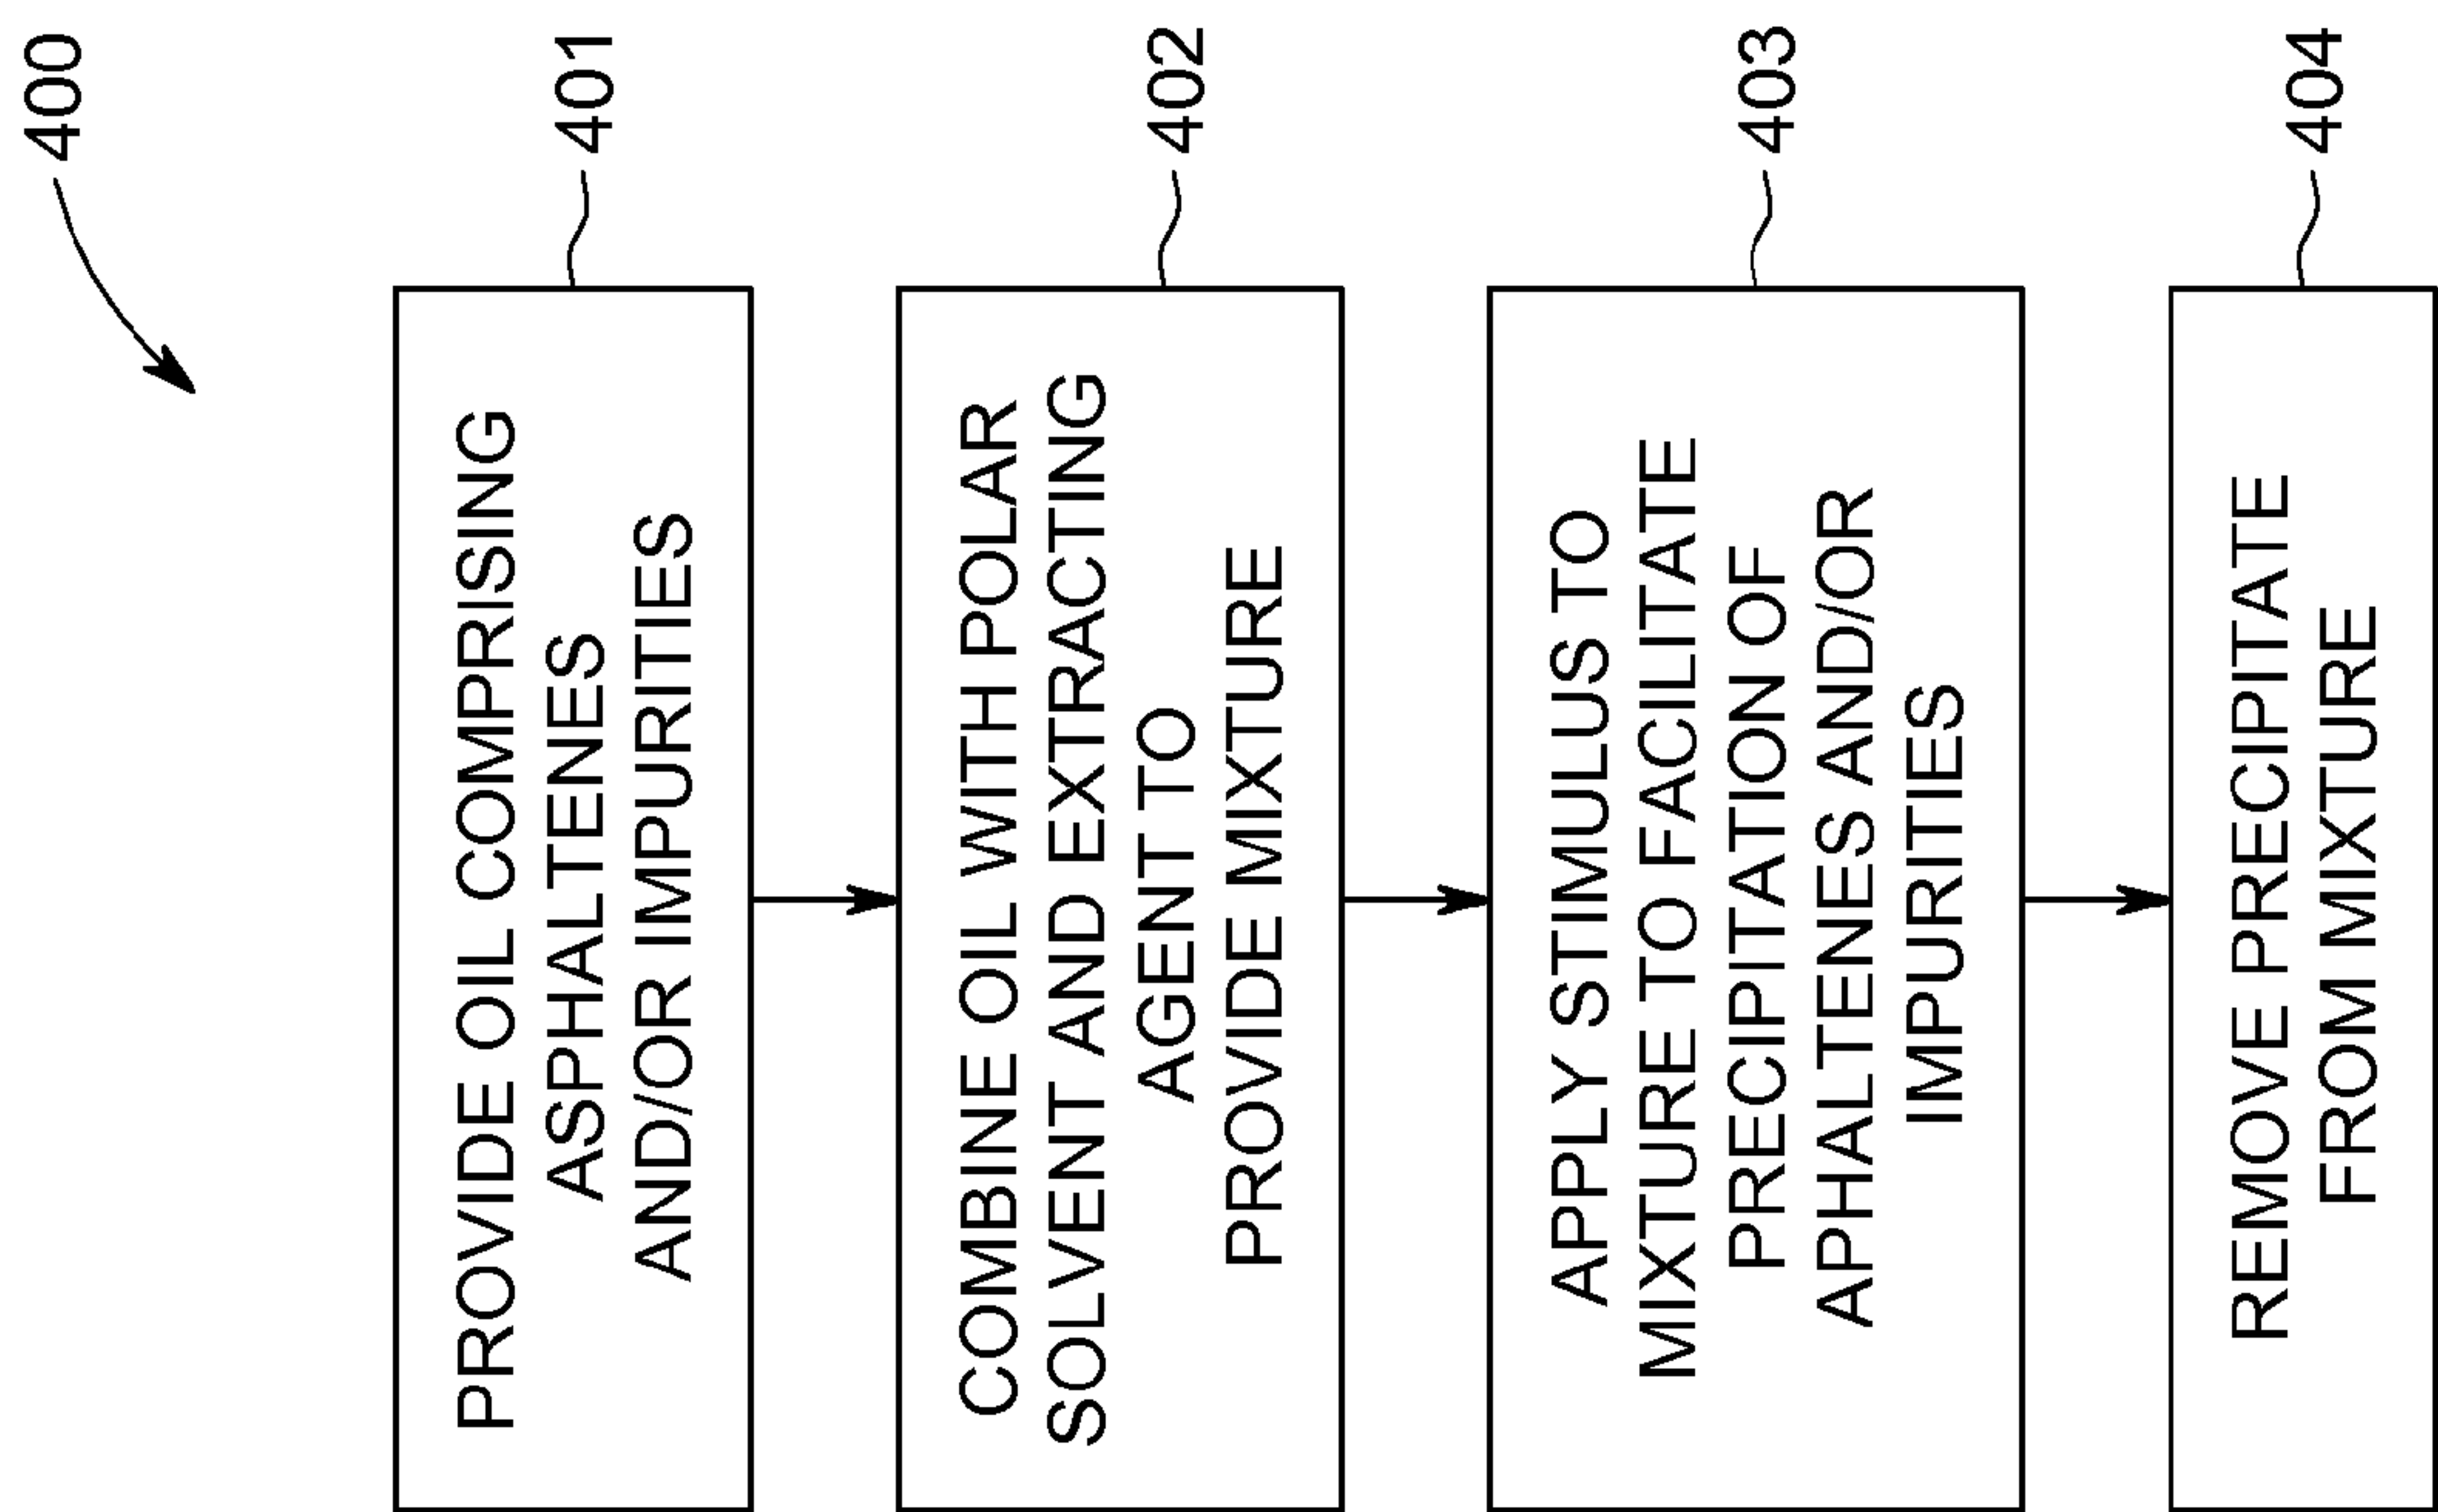 400
PROVIDE OIL COMPRISING
ASPHALTENES
AND/OR IMPURITIES
401
COMBINE OIL WITH POLAR
SOLVENT AND EXTRACTING
AGENT TO
PROVIDE MIXTURE
402
APPLY STIMULUS TO
MIXTURE TO FACILITATE
PRECIPITATION OF
APHALTENES AND/OR
IMPURITIES
403
REMOVE PRECIPITATE
FROM MIXTURE
404